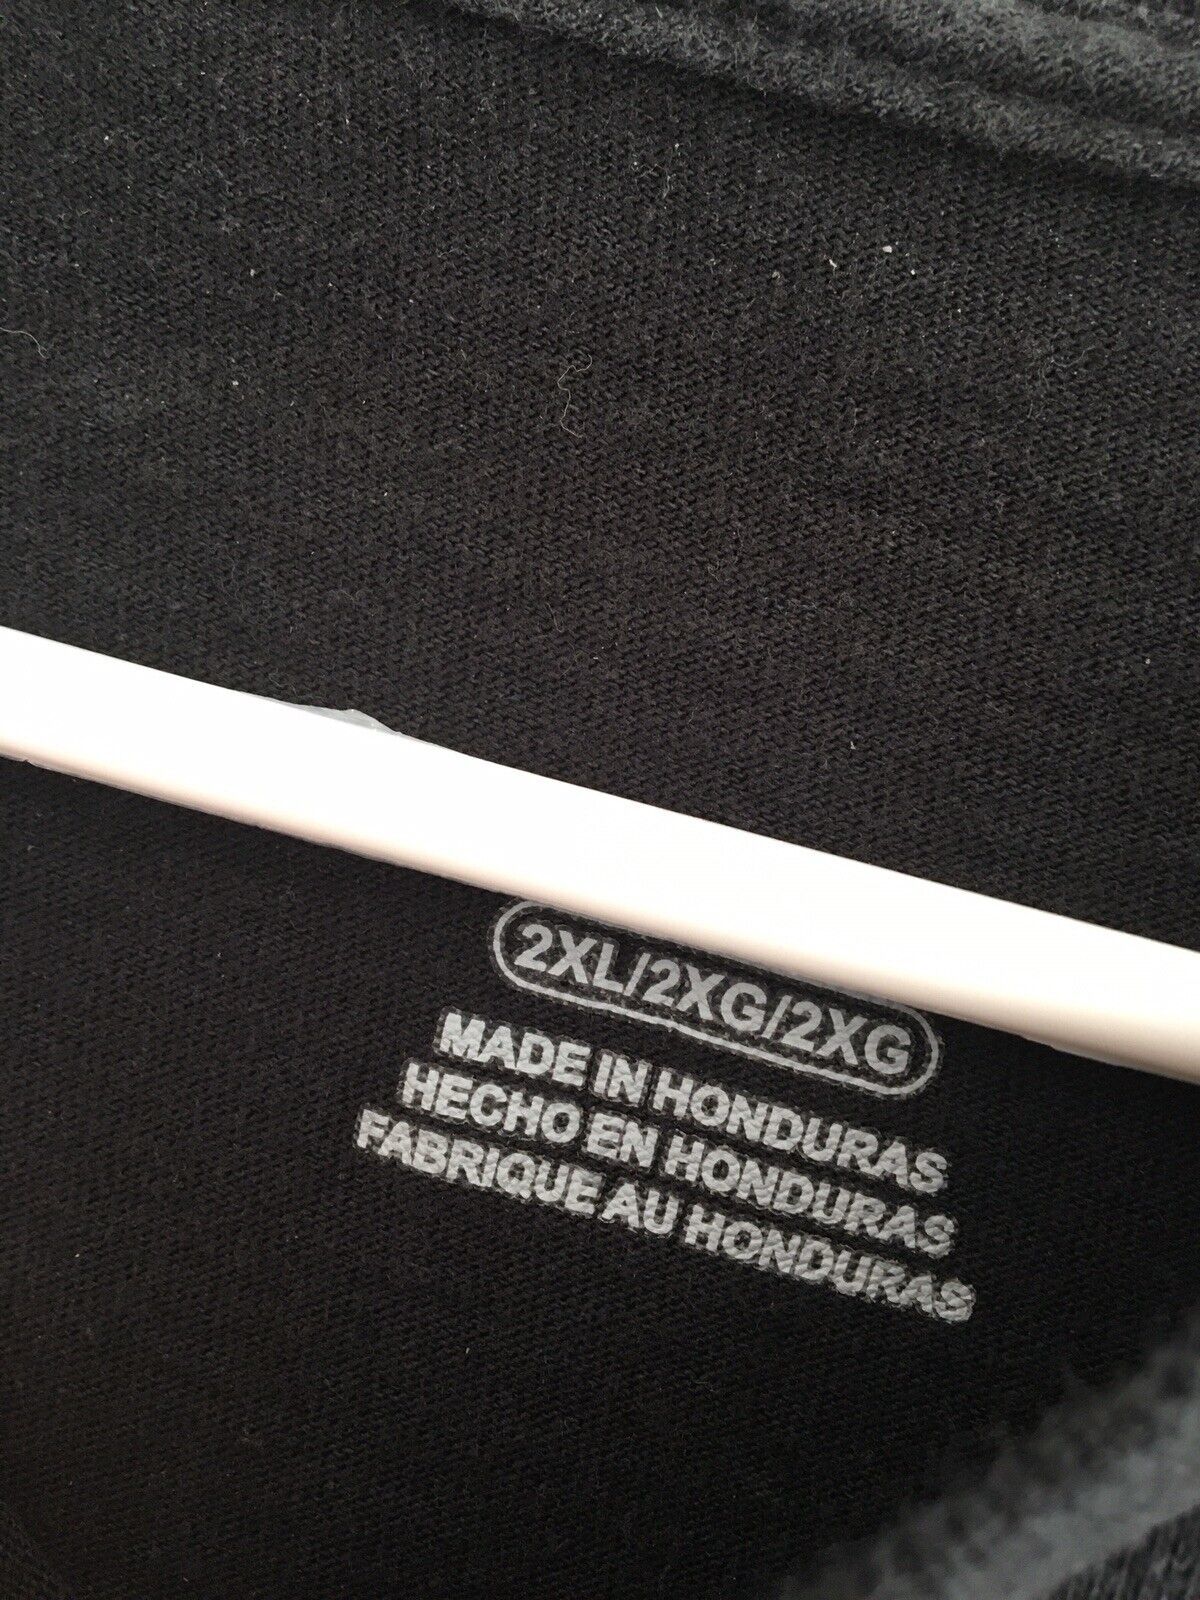 2XL/2XG/2XG
MADE IN HONDURAS
HECHO EN HONDURAS
FABRIQUE AU HONDURAS